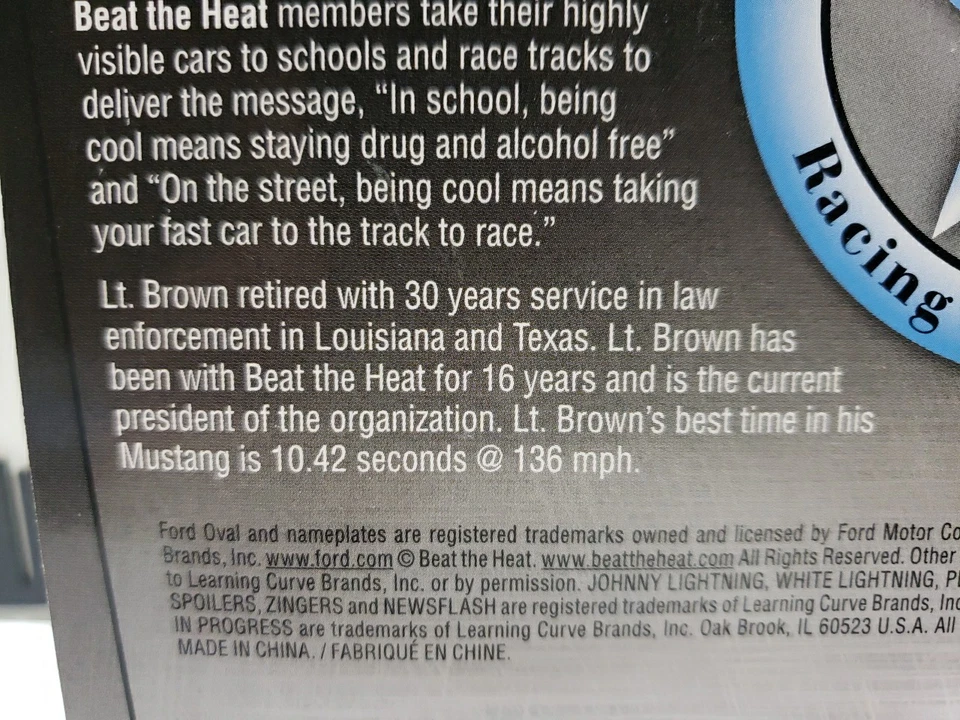 Beat the Heat members take their highly
visible cars to schools and race tracks to
deliver the message, “In school, being
cool means staying drug and alcohol free”
and “On the street, being cool means taking
your fast car to the track to race.”
Lt. Brown retired with 30 years service in law
enforcement in Louisiana and Texas. Lt. Brown has
been with Beat the Heat for 16 years and is the current
president of the organization. Lt. Brown’s best time in his
Mustang is 10.42 seconds @ 136 mph.
Racing
Ford Oval and nameplates are registered trademarks owned and licensed by Ford Motor Co
Brands, Inc. www.ford.com © Beat the Heat. www.beattheheat.com All Rights Reserved. Other
to Learning Curve Brands, Inc. or by permission. JOHNNY LIGHTNING, WHITE LIGHTNING,
SPOILERS, ZINGERS and NEWSFLASH are registered trademarks of Learning Curve Brands, Inc
IN PROGRESS are trademarks of Learning Curve Brands, Inc. Oak Brook, IL 60523 U.S.A. All
MADE IN CHINA. / FABRIQUÉ EN CHINE.